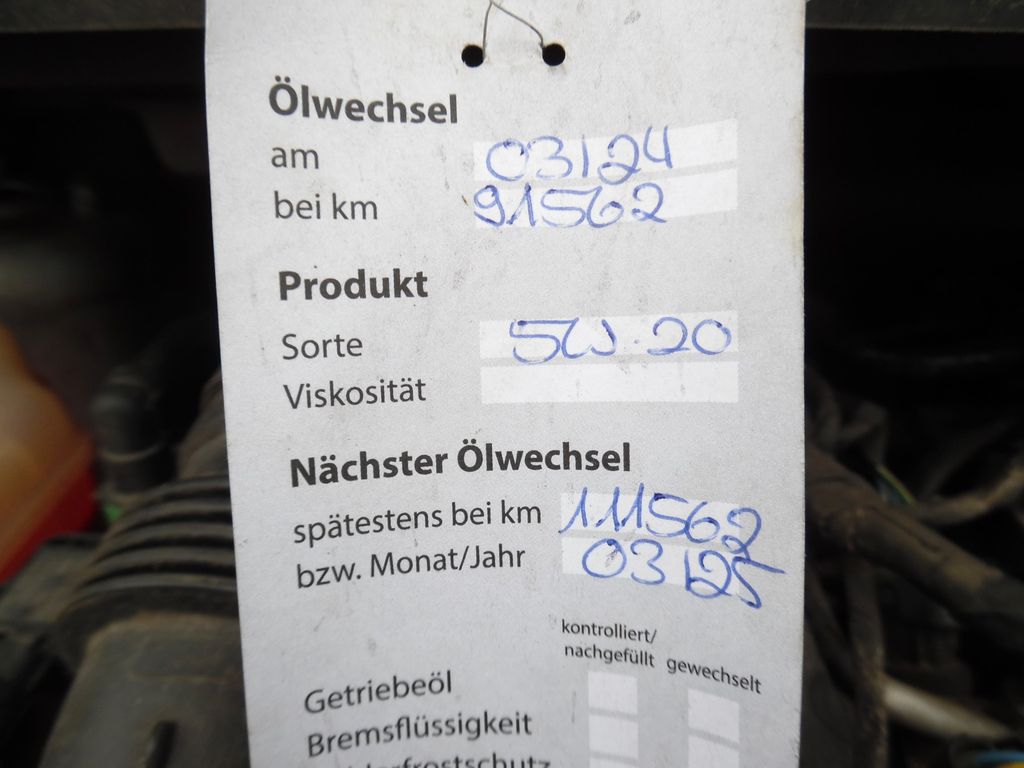 Ölwechsel
am 03/24
bei km 91562
Produkt
Sorte 5W-20
Viskosität
Nächster Ölwechsel
spätestens bei km 111562
bzw. Monat/Jahr 03/25
kontrolliert/
nachgefüllt gewechselt
Getriebeöl
Bremsflüssigkeit